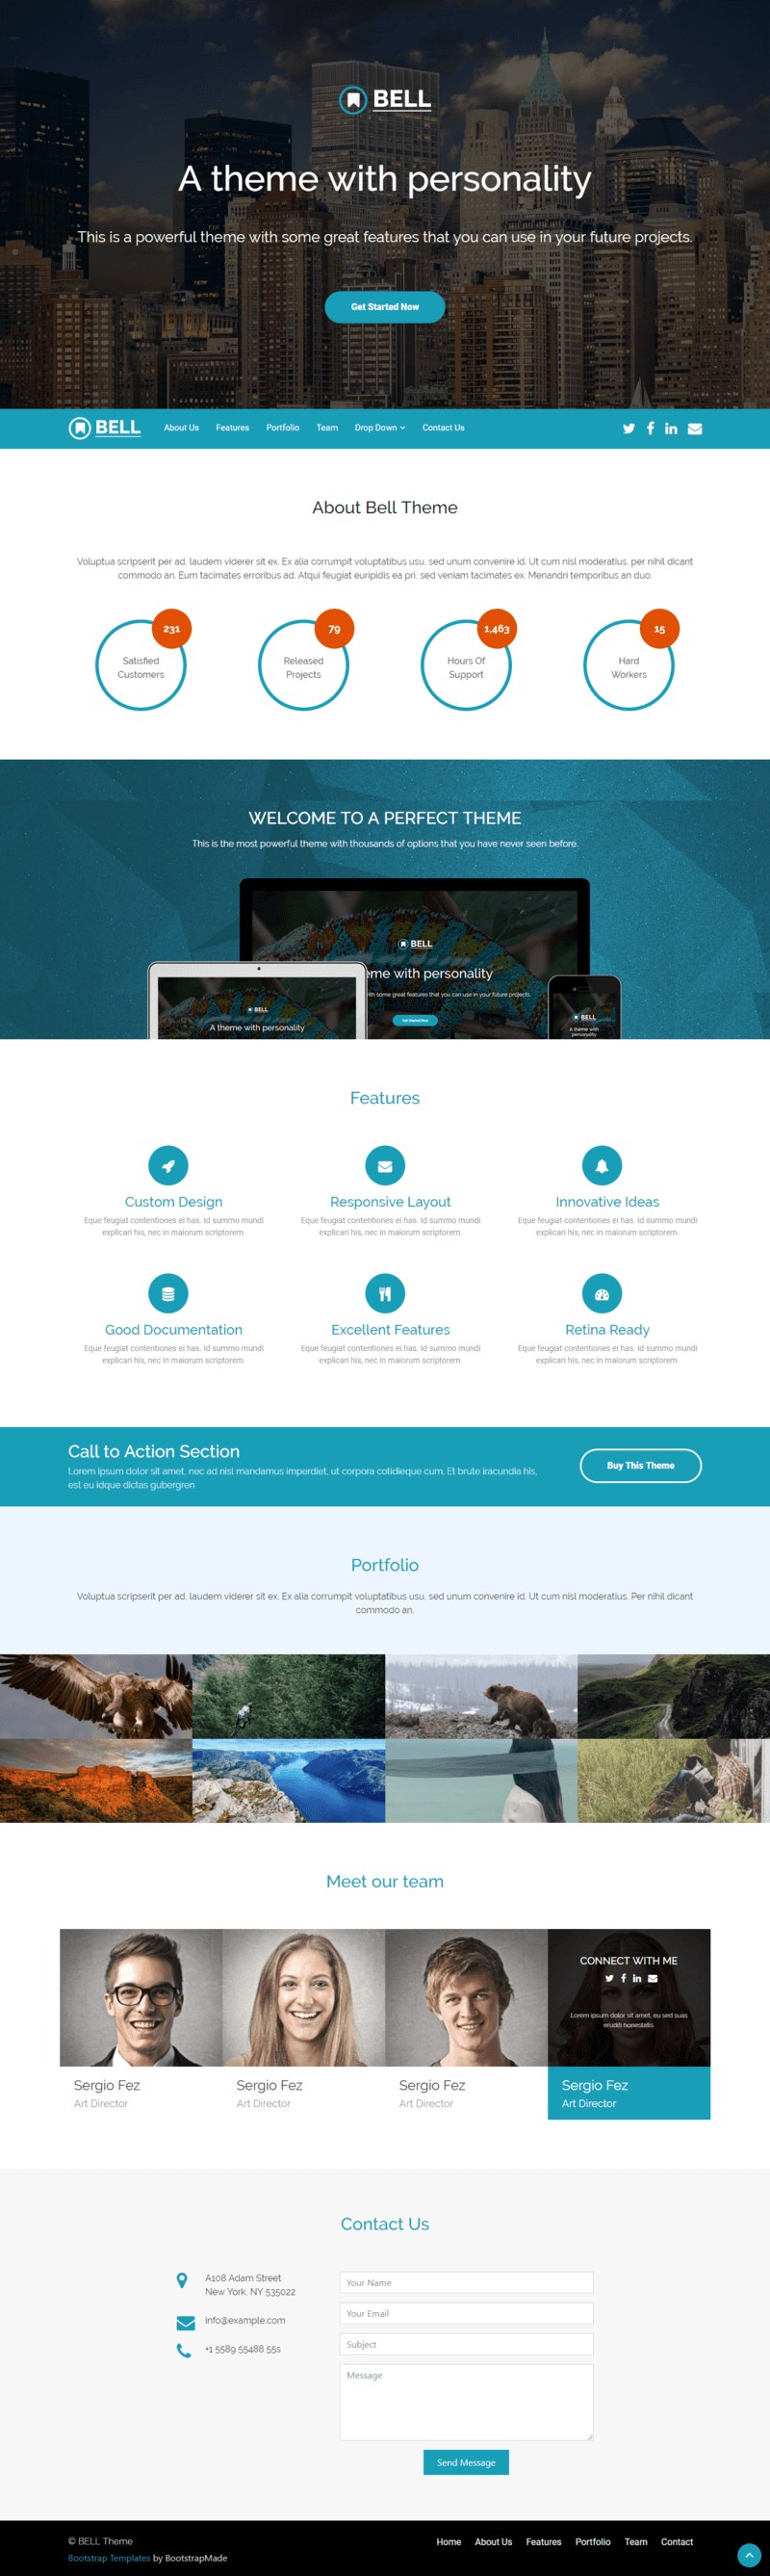 BELL
A theme with personality
This is a powerful theme with some great features that you can use in your future projects.
Get Started Now
BELL
About Us Features Portfolio Team Drop Down Contact Us
About Bell Theme
Voluptua scripserit per ad, laudem viderer sit ex. Ex alia corrumpit voluptatibus usu, sed unum convenire id. Ut cum nisl moderatius, per nihil dicant
commodo an. Eum tacimates erroribus ad. Atqui feugiat euripidis ea pri, sed veniam tacimates ex. Menandri temporibus an duo.
231
79
1,463
15
Satisfied
Customers
Released
Projects
Hours Of
Support
Hard
Workers
WELCOME TO A PERFECT THEME
This is the most powerful theme with thousands of options that you have never seen before.
BELL
eme with personality
with some great features that you can use in your future projects.
Get Started Now
BELL
A theme with personality
BELL
A theme with
personality
Features
Custom Design
Eque feugiat contentiones ei has. Id summo mundi
explicari his, nec in maiorum scriptorem.
Responsive Layout
Eque feugiat contentiones ei has. Id summo mundi
explicari his, nec in maiorum scriptorem.
Innovative Ideas
Eque feugiat contentiones ei has. Id summo mundi
explicari his, nec in maiorum scriptorem.
Good Documentation
Eque feugiat contentiones ei has. Id summo mundi
explicari his, nec in maiorum scriptorem.
Excellent Features
Eque feugiat contentiones ei has. Id summo mundi
explicari his, nec in maiorum scriptorem.
Retina Ready
Eque feugiat contentiones ei has. Id summo mundi
explicari his, nec in maiorum scriptorem.
Call to Action Section
Lorem ipsum dolor sit amet, nec ad nisl mandamus imperdiet, ut corpora cotidieque cum. Et brute iracundia his,
est eu idque dictas gubergren
Buy This Theme
Portfolio
Voluptua scripserit per ad, laudem viderer sit ex. Ex alia corrumpit voluptatibus usu, sed unum convenire id. Ut cum nisl moderatius, Per nihil dicant
commodo an.
Meet our team
CONNECT WITH ME
Lorem ipsum dolor sit amet, eu sed suas
eruditi honestatis.
Sergio Fez
Art Director
Sergio Fez
Art Director
Sergio Fez
Art Director
Sergio Fez
Art Director
Contact Us
A108 Adam Street
New York, NY 535022
info@example.com
+1 5589 55488 55s
Your Name
Your Email
Subject
Message
Send Message
© BELL Theme
Bootstrap Templates by BootstrapMade
Home About Us Features Portfolio Team Contact